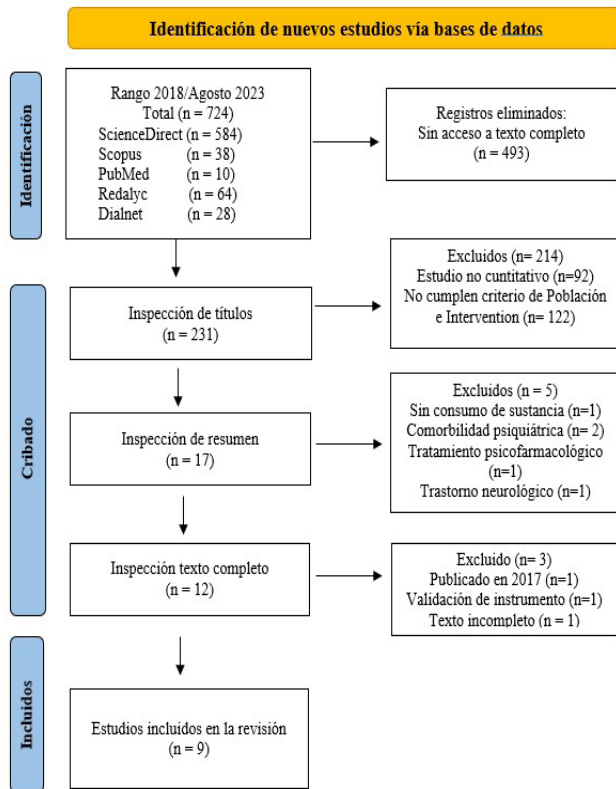 Identificación de nuevos estudios vía bases de datos
Identificación
Rango 2018/Agosto 2023
Total (n = 724)
ScienceDirect (n = 584)
Scopus (n = 38)
PubMed (n = 10)
Redalyc (n = 64)
Dialnet (n = 28)
Registros eliminados:
Sin acceso a texto completo
(n = 493)
Cribado
Inspección de títulos
(n = 231)
Excluidos (n= 214)
Estudio no cuntitativo (n=92)
No cumplen criterio de Población
e Intervention (n= 122)
Inspección de resumen
(n = 17)
Excluidos (n = 5)
Sin consumo de sustancia (n=1)
Comorbilidad psiquiátrica (n= 2)
Tratamiento psicofarmacológico
(n=1)
Trastorno neurológico (n=1)
Inspección texto completo
(n = 12)
Excluido (n= 3)
Publicado en 2017 (n=1)
Validación de instrumento (n=1)
Texto incompleto (n = 1)
Incluidos
Estudios incluidos en la revisión
(n = 9)